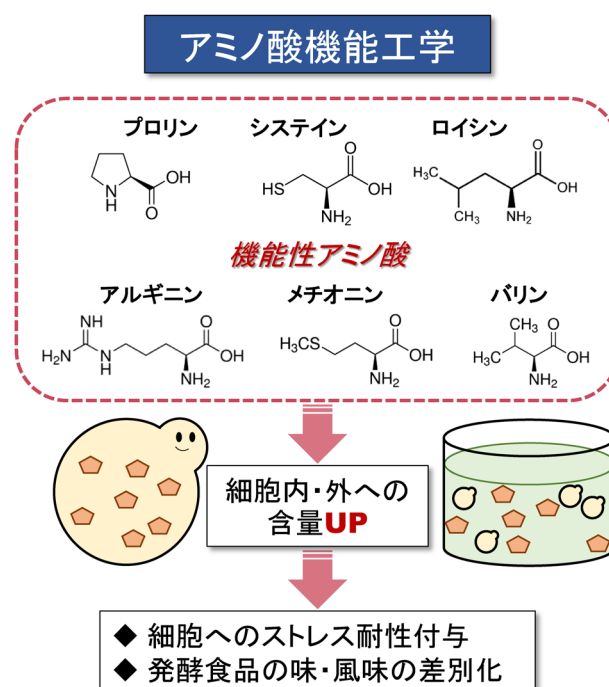 アミノ酸機能工学
プロリン システイン ロイシン
NH OH O
HS O OH NH₂
H₃C CH₃ O OH NH₂
機能性アミノ酸
アルギニン メチオニン バリン
NH H₂N N H O OH NH₂
H₃CS O OH NH₂
CH₃ H₃C O OH NH₂
細胞内・外への
含量UP
◆ 細胞へのストレス耐性付与
◆ 発酵食品の味・風味の差別化